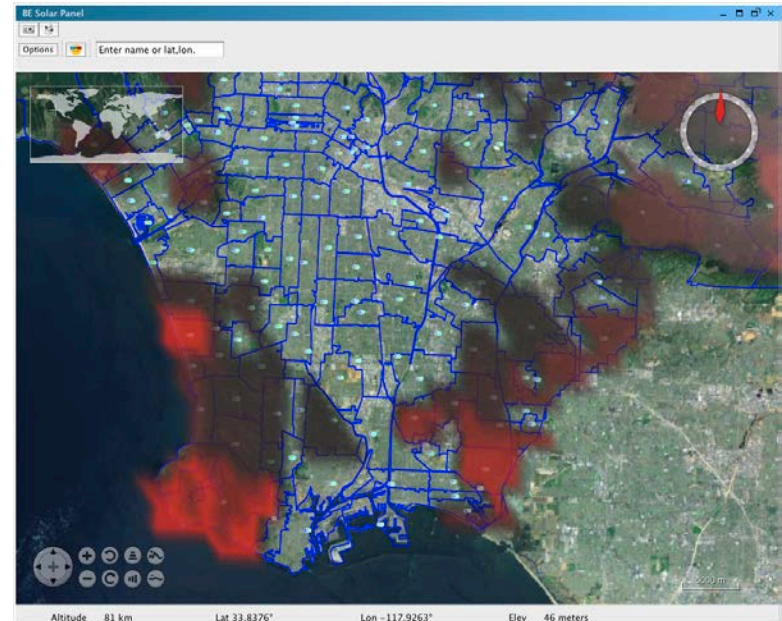 BE Solar Panel
Options
Enter name or lat,lon.
5000 m
Altitude 81 km Lat 33.8376° Lon -117.9263° Elev 46 meters